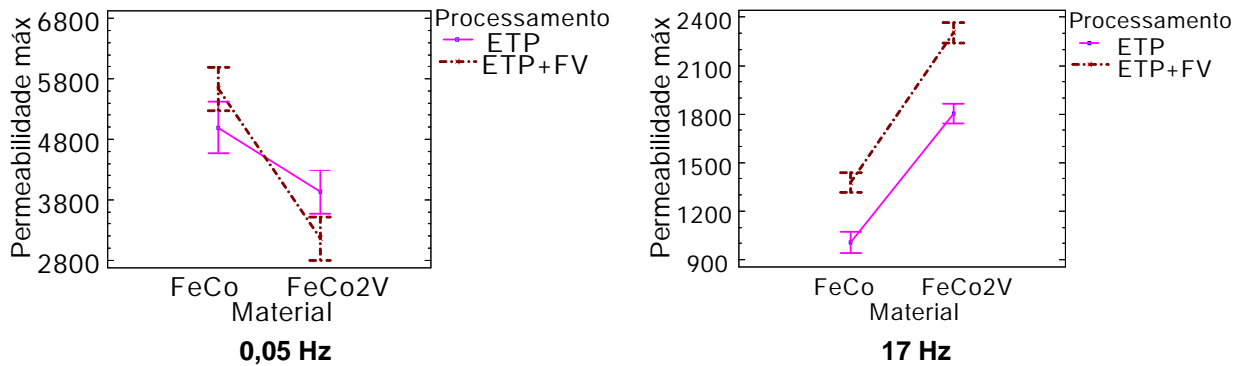 Permeabilidade máx
6800
5800
4800
3800
2800
FeCo
FeCo2V
Material
Processamento
ETP
ETP+FV
0,05 Hz
Permeabilidade máx
2400
2100
1800
1500
1200
900
FeCo
FeCo2V
Material
Processamento
ETP
ETP+FV
17 Hz